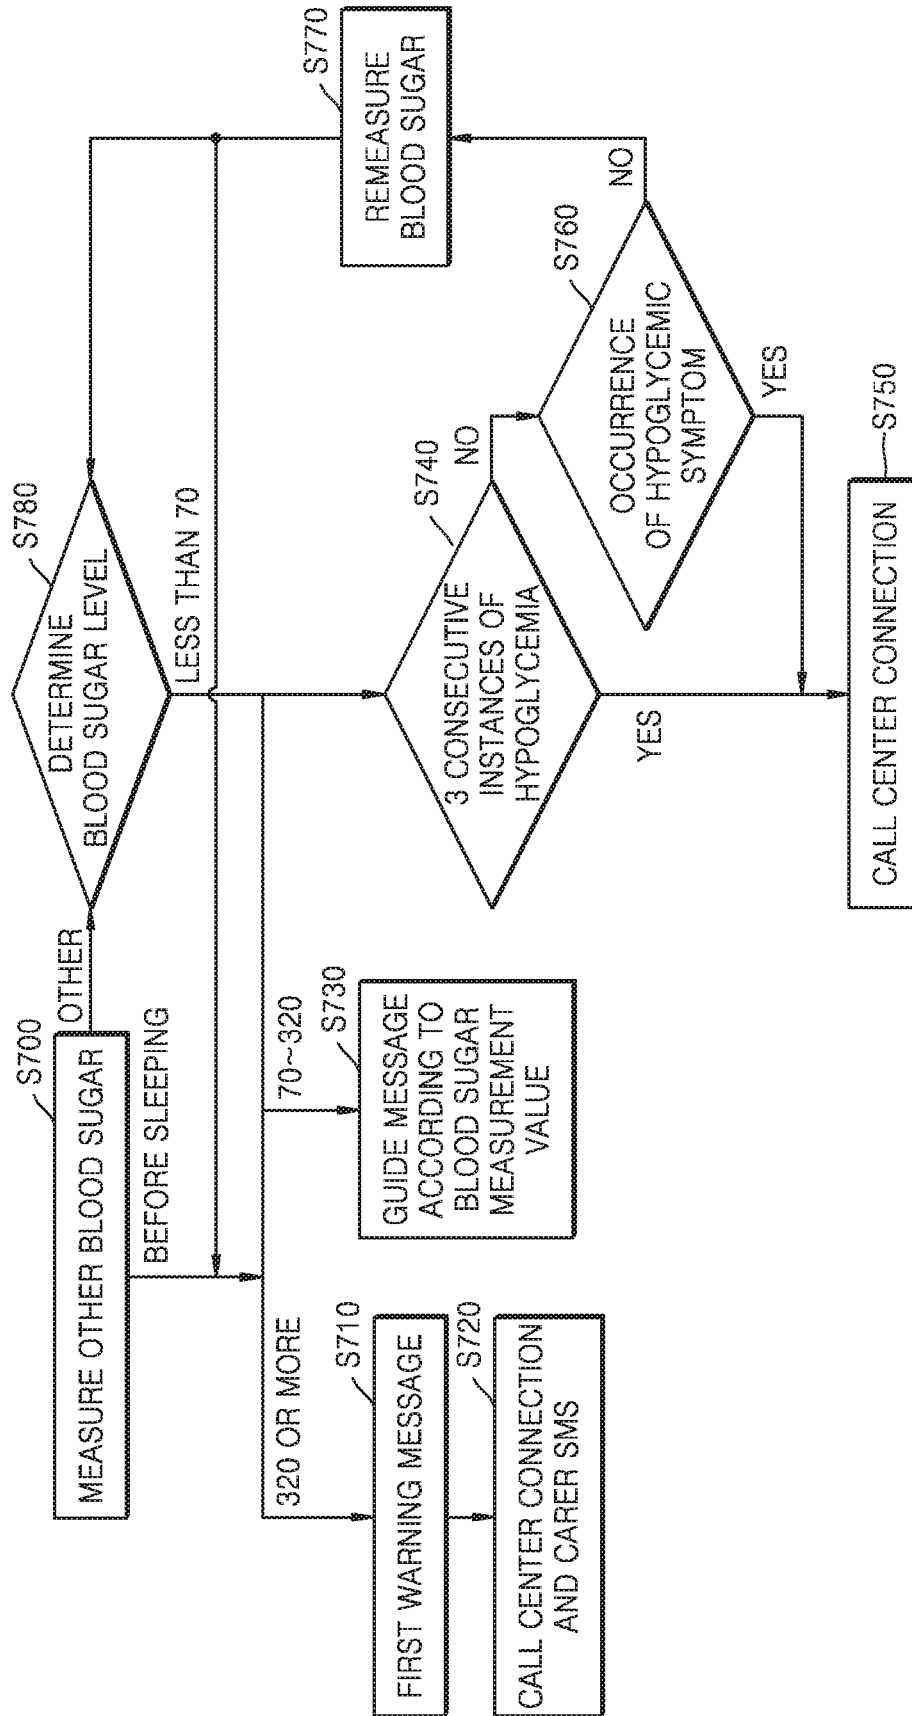 S700
MEASURE OTHER BLOOD SUGAR
OTHER
BEFORE SLEEPING
S780
DETERMINE
BLOOD SUGAR LEVEL
LESS THAN 70
320 OR MORE
70~320
S710
FIRST WARNING MESSAGE
S720
CALL CENTER CONNECTION
AND CARER SMS
S730
GUIDE MESSAGE
ACCORDING TO
BLOOD SUGAR
MEASUREMENT
VALUE
S740
3 CONSECUTIVE
INSTANCES OF
HYPOGLYCEMIA
NO
YES
S760
OCCURRENCE
OF HYPOGLYCEMIC
SYMPTOM
NO
YES
S770
REMEASURE
BLOOD SUGAR
S750
CALL CENTER CONNECTION